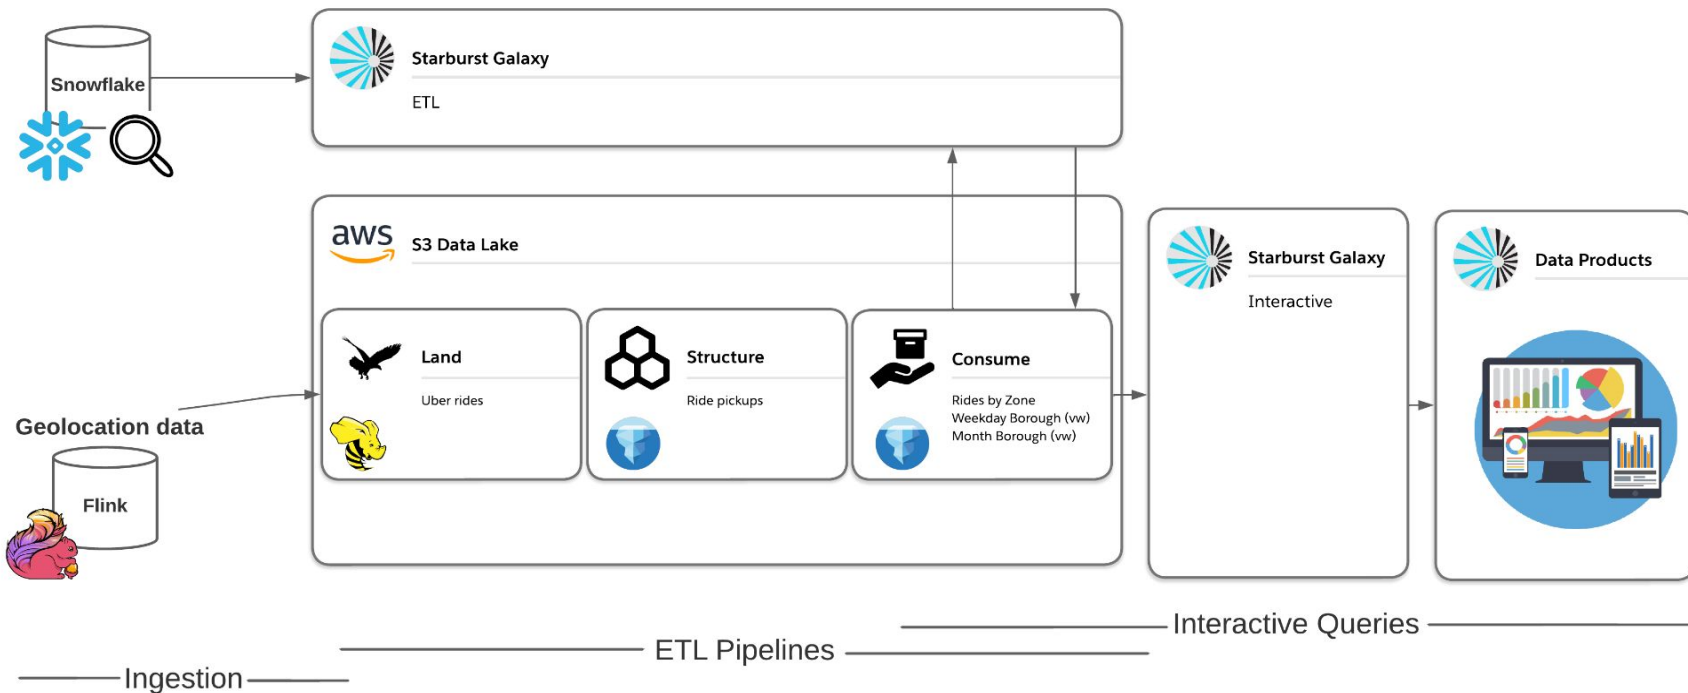 Snowflake
Starburst Galaxy
ETL
aws
S3 Data Lake
Land
Uber rides
Structure
Ride pickups
Consume
Rides by Zone
Weekday Borough (vw)
Month Borough (vw)
Starburst Galaxy
Interactive
Data Products
Geolocation data
Flink
Interactive Queries
ETL Pipelines
Ingestion